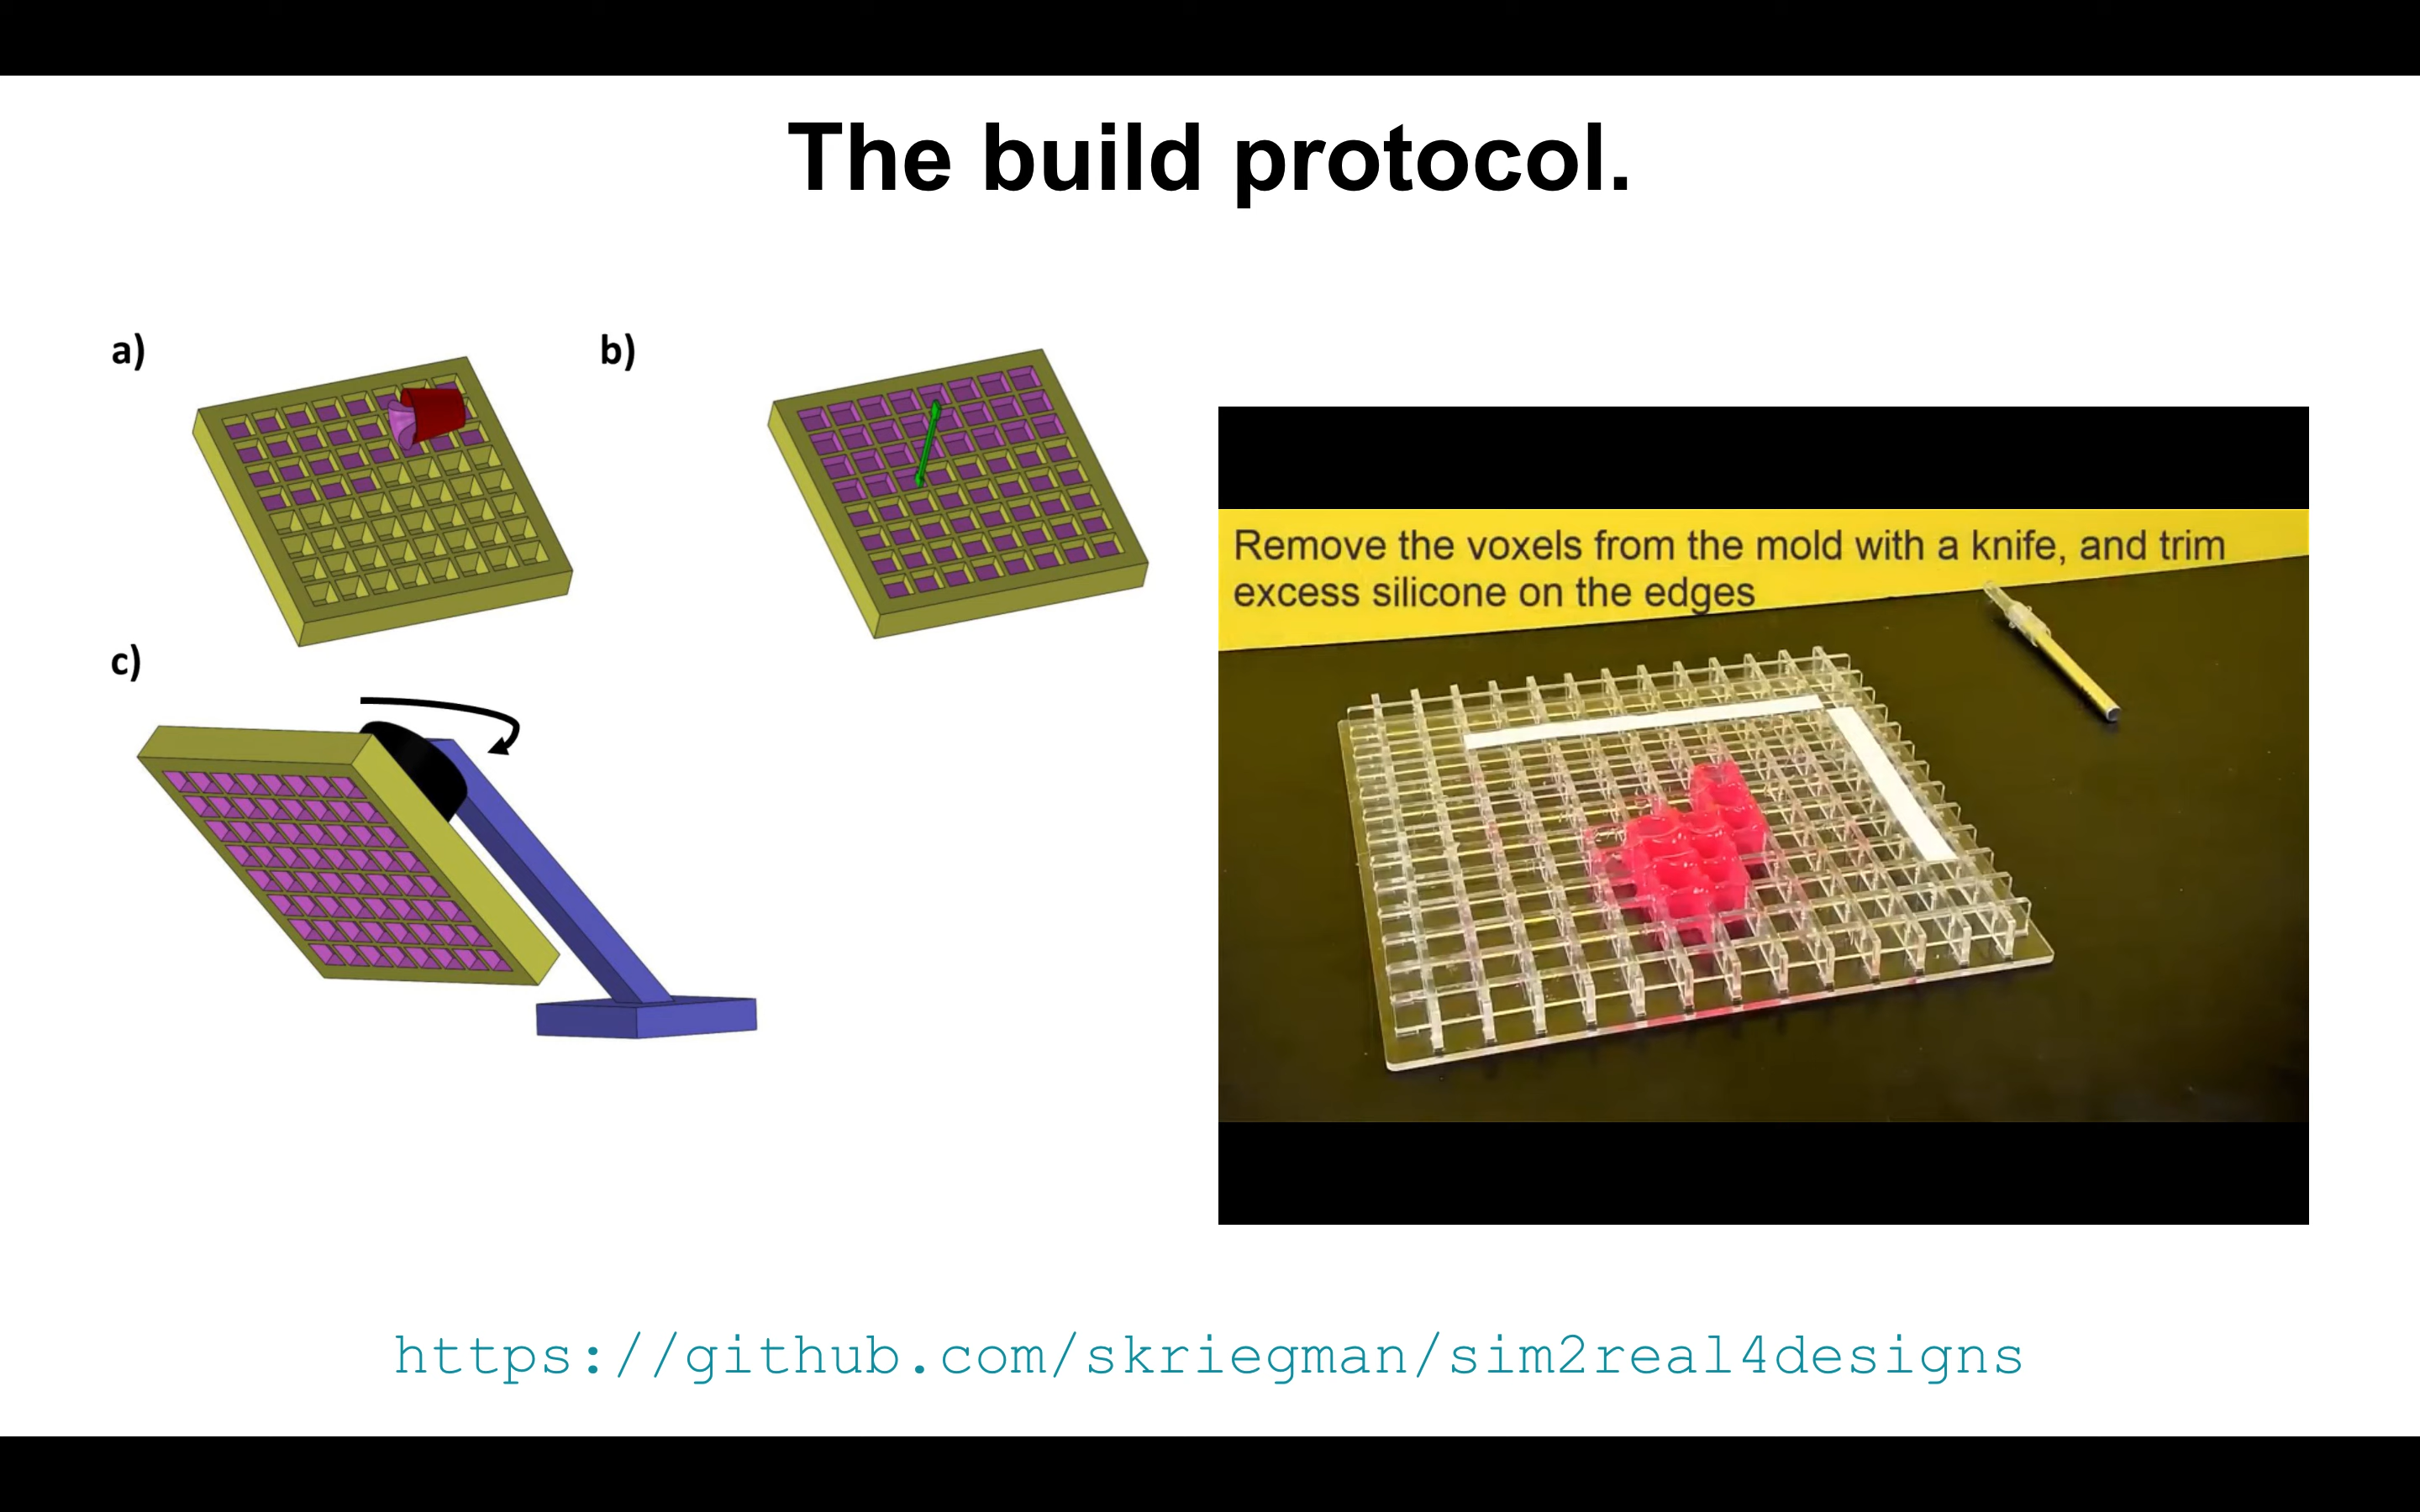 The build protocol.
a)
b)
c)
Remove the voxels from the mold with a knife, and trim
excess silicone on the edges
https://github.com/skriegman/sim2real4designs